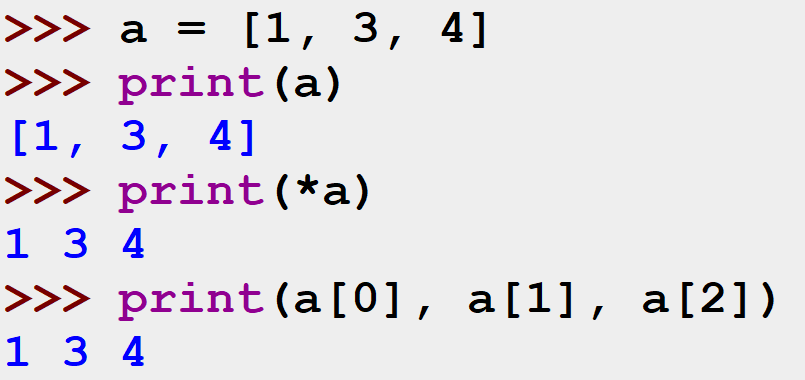 >>> a = [1, 3, 4]
>>> print(a)
[1, 3, 4]
>>> print(*a)
1 3 4
>>> print(a[0], a[1], a[2])
1 3 4